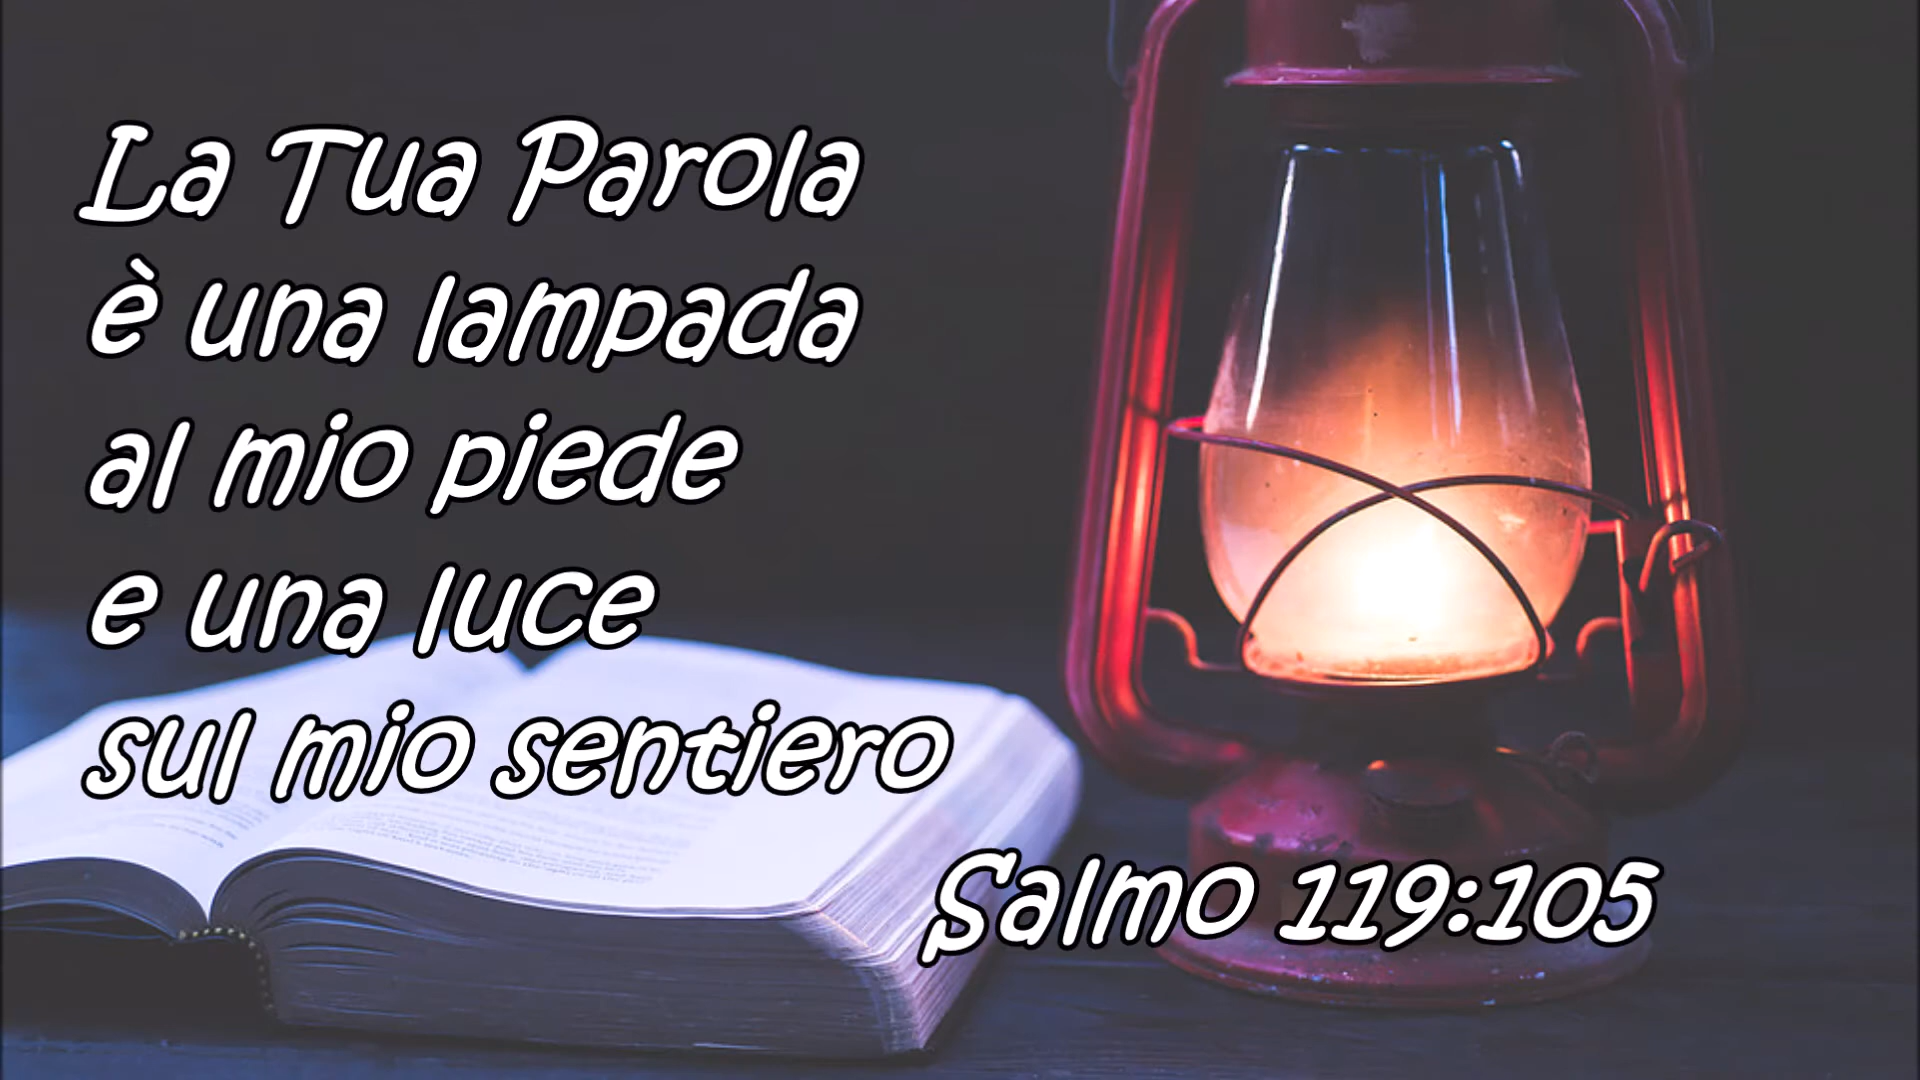 La Tua Parola
è una lampada
al mio piede
e una luce
sul mio sentiero
Salmo 119:105